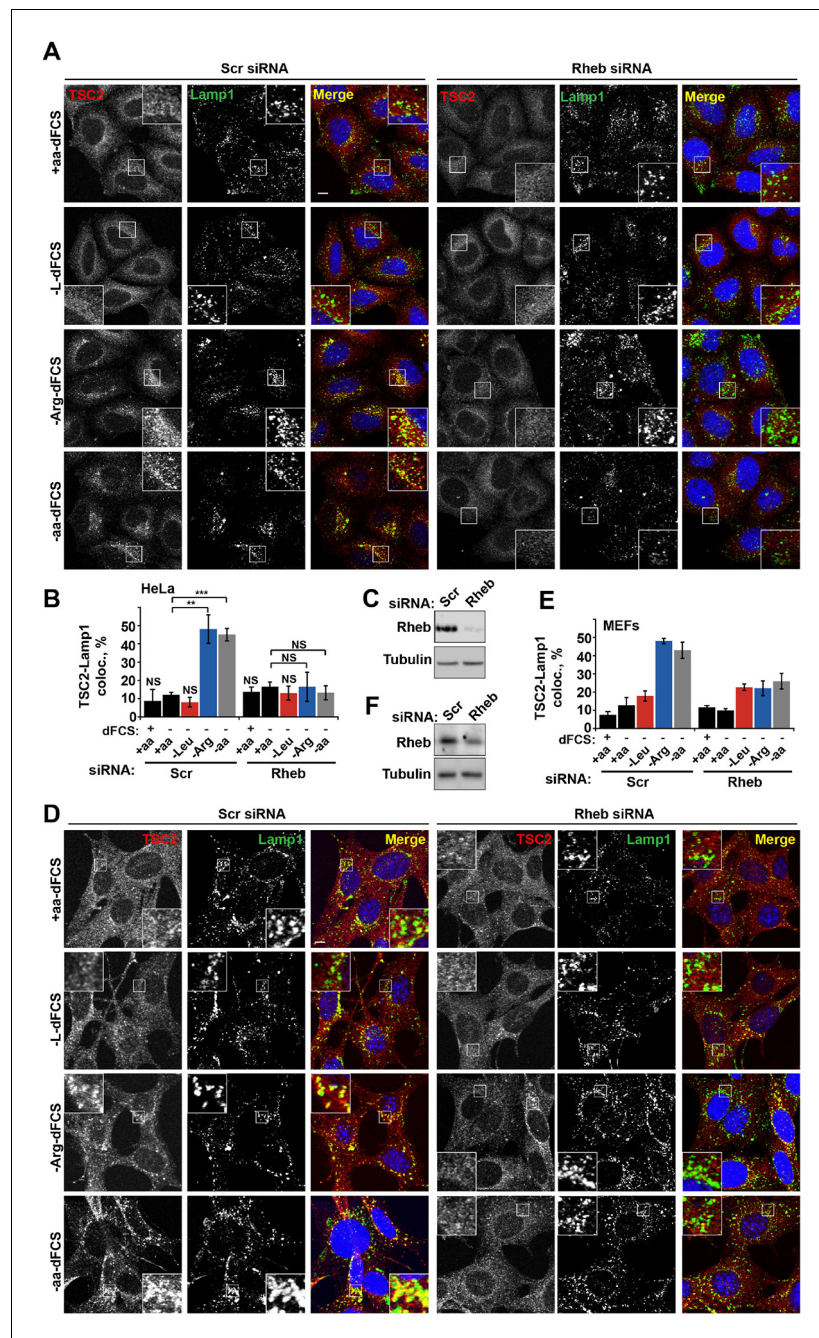 A
Scr siRNA Rheb siRNA
TSC2 Lamp1 Merge TSC2 Lamp1 Merge
+aa-dFCS
-L-dFCS
-Arg-dFCS
-aa-dFCS
B
HeLa
TSC2-Lamp1
coloc., %
60
50
40
30
20
10
0
NS NS ** *** NS NS NS NS
dFCS: + - - - - + - - - -
+aa +aa -Leu -Arg -aa +aa +aa -Leu -Arg -aa
siRNA: Scr Rheb
C
siRNA: Scr Rheb
Rheb
Tubulin
F
siRNA: Scr Rheb
Rheb
Tubulin
E
MEFs
TSC2-Lamp1
coloc., %
60
50
40
30
20
10
0
dFCS: + - - - - + - - - -
+aa +aa -Leu -Arg -aa +aa +aa -Leu -Arg -aa
siRNA: Scr Rheb
D
Scr siRNA Rheb siRNA
TSC2 Lamp1 Merge TSC2 Lamp1 Merge
+aa-dFCS
-L-dFCS
-Arg-dFCS
-aa-dFCS